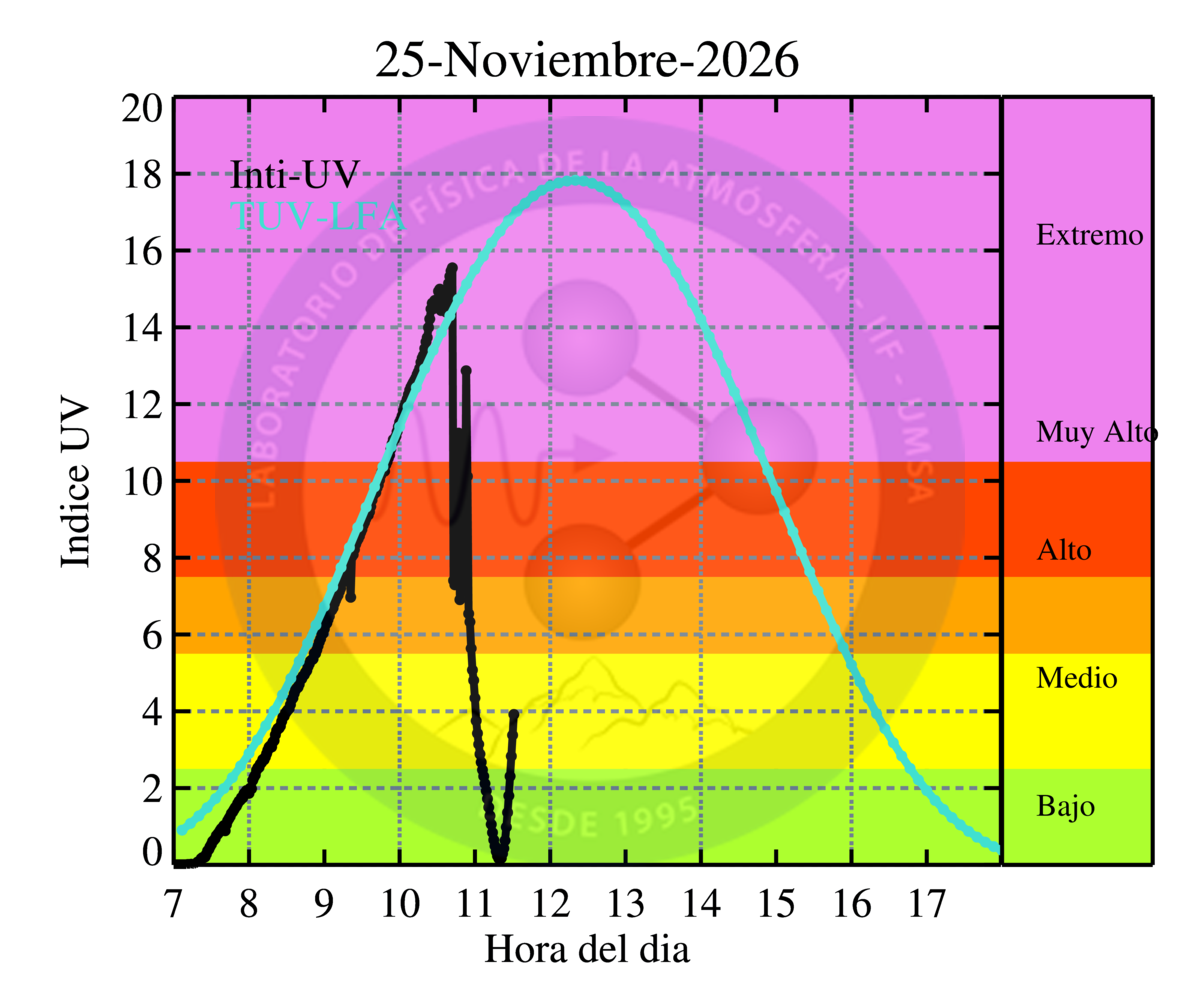 25-Noviembre-2026
Inti-UV
TUV-LFA
LABORATORIO DE FÍSICA DE LA ATMÓSFERA - IIF - UMSA
DESDE 1995
Indice UV
20
18
16
14
12
10
8
6
4
2
0
Extremo
Muy Alto
Alto
Medio
Bajo
7 8 9 10 11 12 13 14 15 16 17
Hora del dia